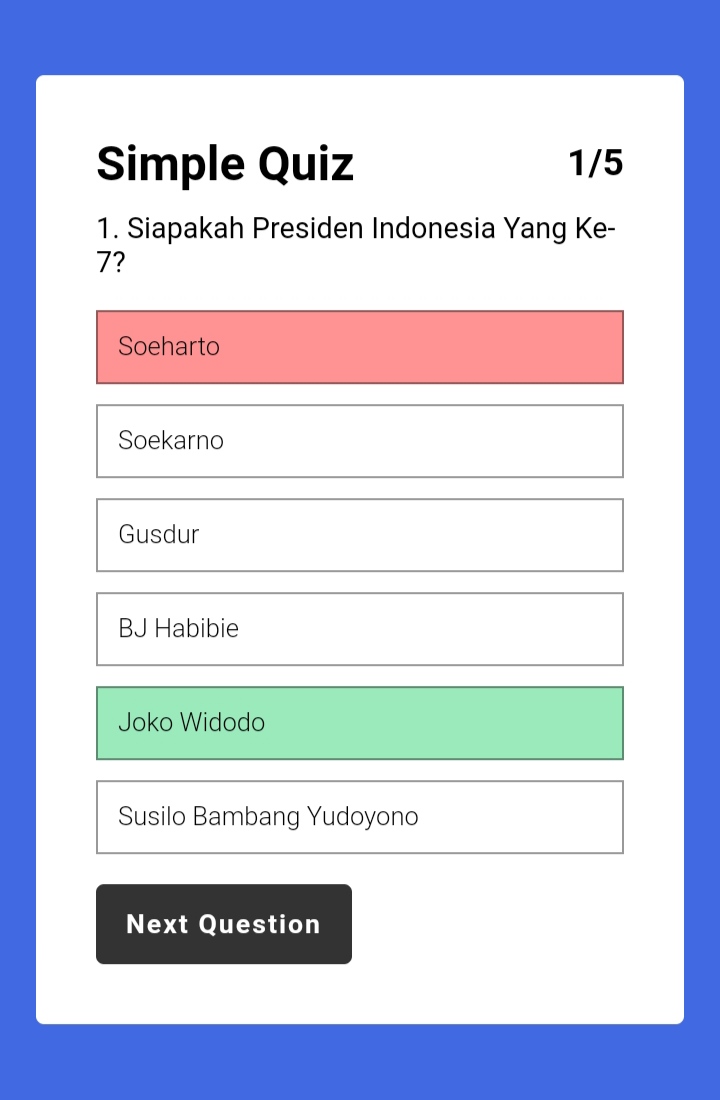 Simple Quiz 1/5
1. Siapakah Presiden Indonesia Yang Ke-
7?
Soeharto
Soekarno
Gusdur
BJ Habibie
Joko Widodo
Susilo Bambang Yudoyono
Next Question